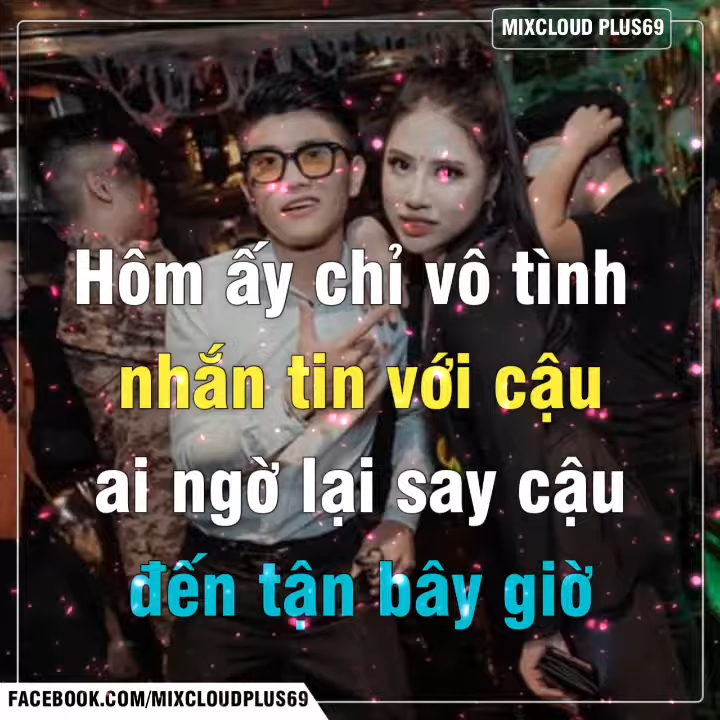 MIXCLOUD PLUS69
Hôm ấy chỉ vô tình
nhắn tin với cậu
ai ngờ lại say cậu
đến tận bây giờ
FACEBOOK.COM/MIXCLOUDPLUS69